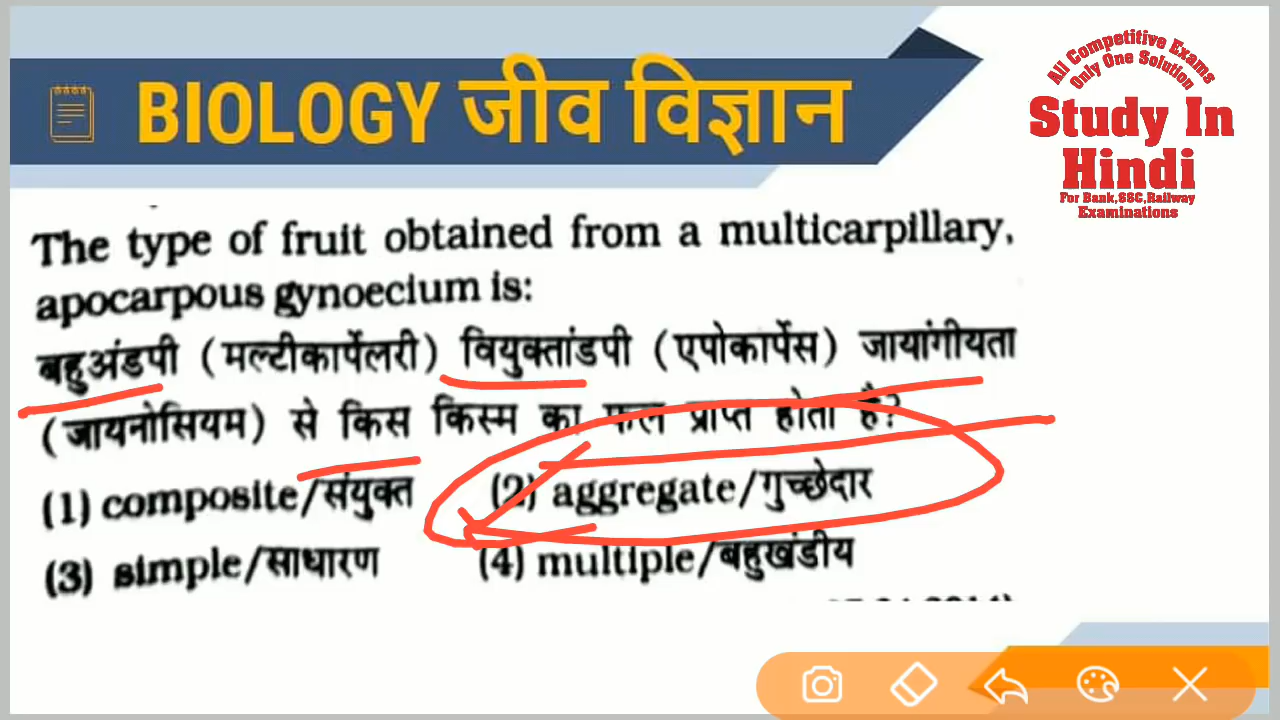 BIOLOGY जीव विज्ञान
All Competitive Exams
Only One Solution
Study In
Hindi
For Bank,SSC,Railway
Examinations
The type of fruit obtained from a multicarpillary,
apocarpous gynoecium is:
बहुअंडपी (मल्टीकार्पेलरी) वियुक्तांडपी (एपोकार्पेस) जायांगीयता
(जायनोसियम) से किस किस्म का फल प्राप्त होता है?
(1) composite/संयुक्त (2) aggregate/गुच्छेदार
(3) simple/साधारण (4) multiple/बहुखंडीय